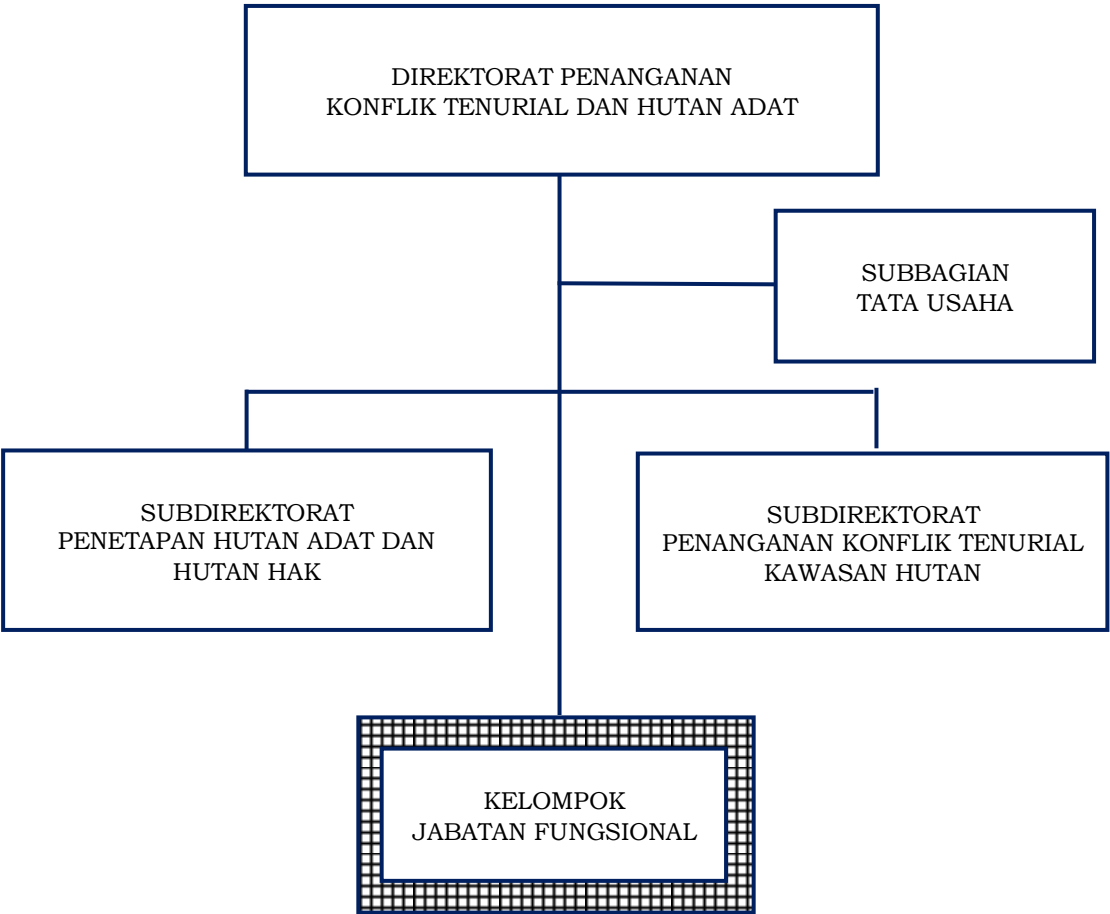 DIREKTORAT PENANGANAN
KONFLIK TENURIAL DAN HUTAN ADAT
SUBBAGIAN
TATA USAHA
SUBDIREKTORAT
PENETAPAN HUTAN ADAT DAN
HUTAN HAK
SUBDIREKTORAT
PENANGANAN KONFLIK TENURIAL
KAWASAN HUTAN
KELOMPOK
JABATAN FUNGSIONAL